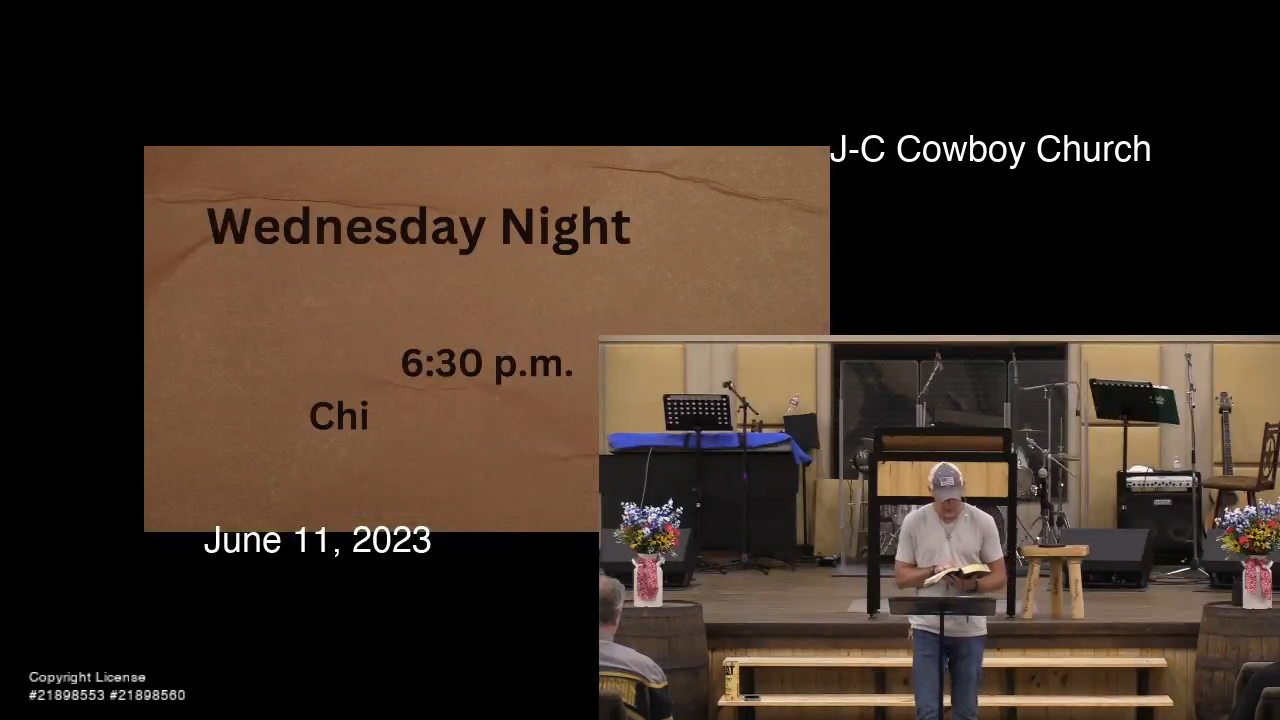 J-C Cowboy Church
Wednesday Night
6:30 p.m.
Chi
June 11, 2023
Copyright License
#21898553 #21898560